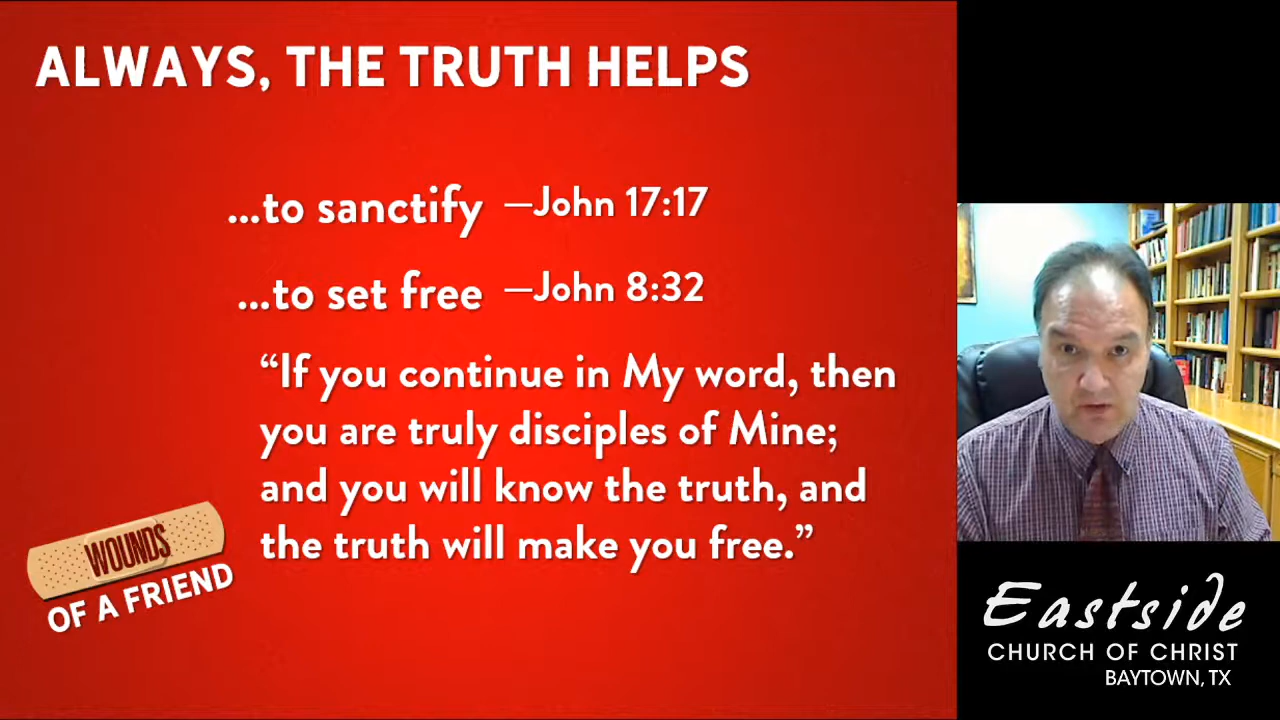 ALWAYS, THE TRUTH HELPS
...to sanctify —John 17:17
...to set free —John 8:32
“If you continue in My word, then
you are truly disciples of Mine;
and you will know the truth, and
the truth will make you free.”
WOUNDS
OF A FRIEND
Eastside
CHURCH OF CHRIST
BAYTOWN, TX